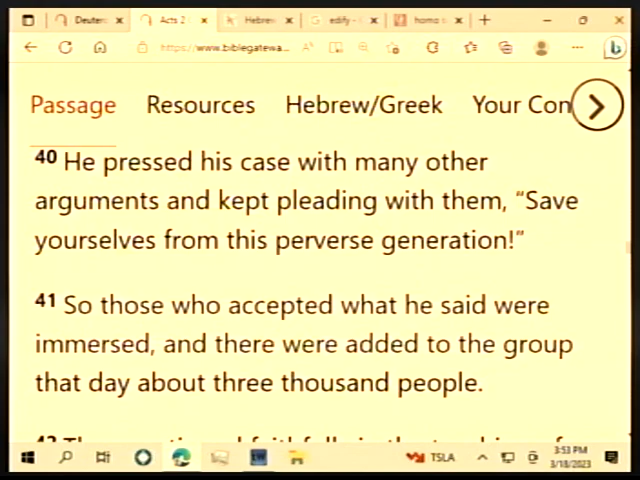 Deuter
Acts 2
Hebrew
edify -
homo s
https://www.biblegatewa...
Passage
Resources
Hebrew/Greek
Your Con
40 He pressed his case with many other
arguments and kept pleading with them, “Save
yourselves from this perverse generation!”
41 So those who accepted what he said were
immersed, and there were added to the group
that day about three thousand people.
TSLA
3:53 PM
3/18/2023